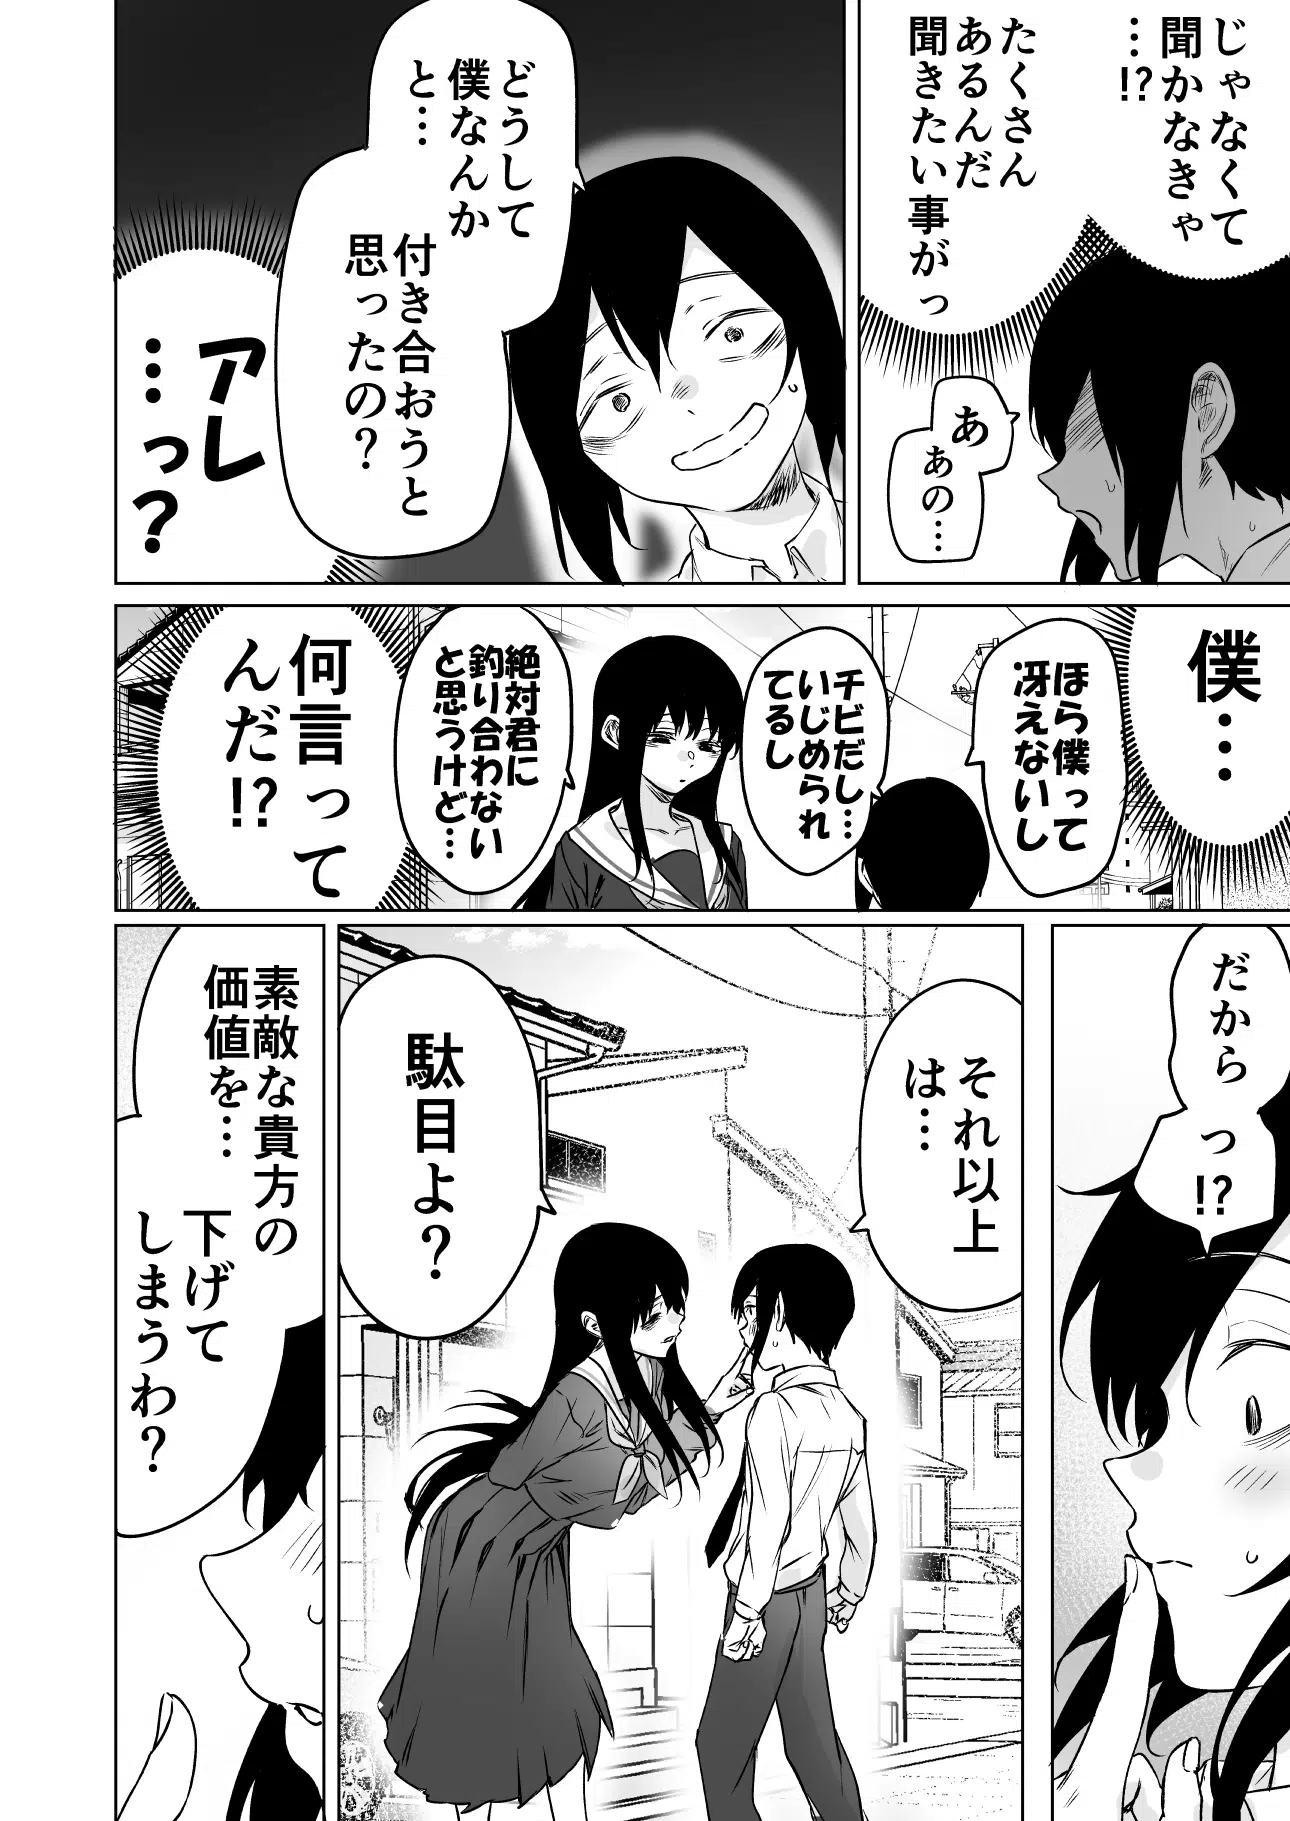 じゃなくて
聞かなきゃ
…!?
たくさん
あるんだ
聞きたい事がっ
あ
あの…
どうして
僕なんか
と…
付き合おうと
思ったの？
アレ
…っ？
僕…
ほら僕って
冴えないし
チビだし…
いじめられ
てるし
絶対君に
釣り合わない
と思うけど…
何言って
んだ!?
だから
っ!?
それ以上
は…
駄目よ？
素敵な貴方の
価値を…
下げて
しまうわ？